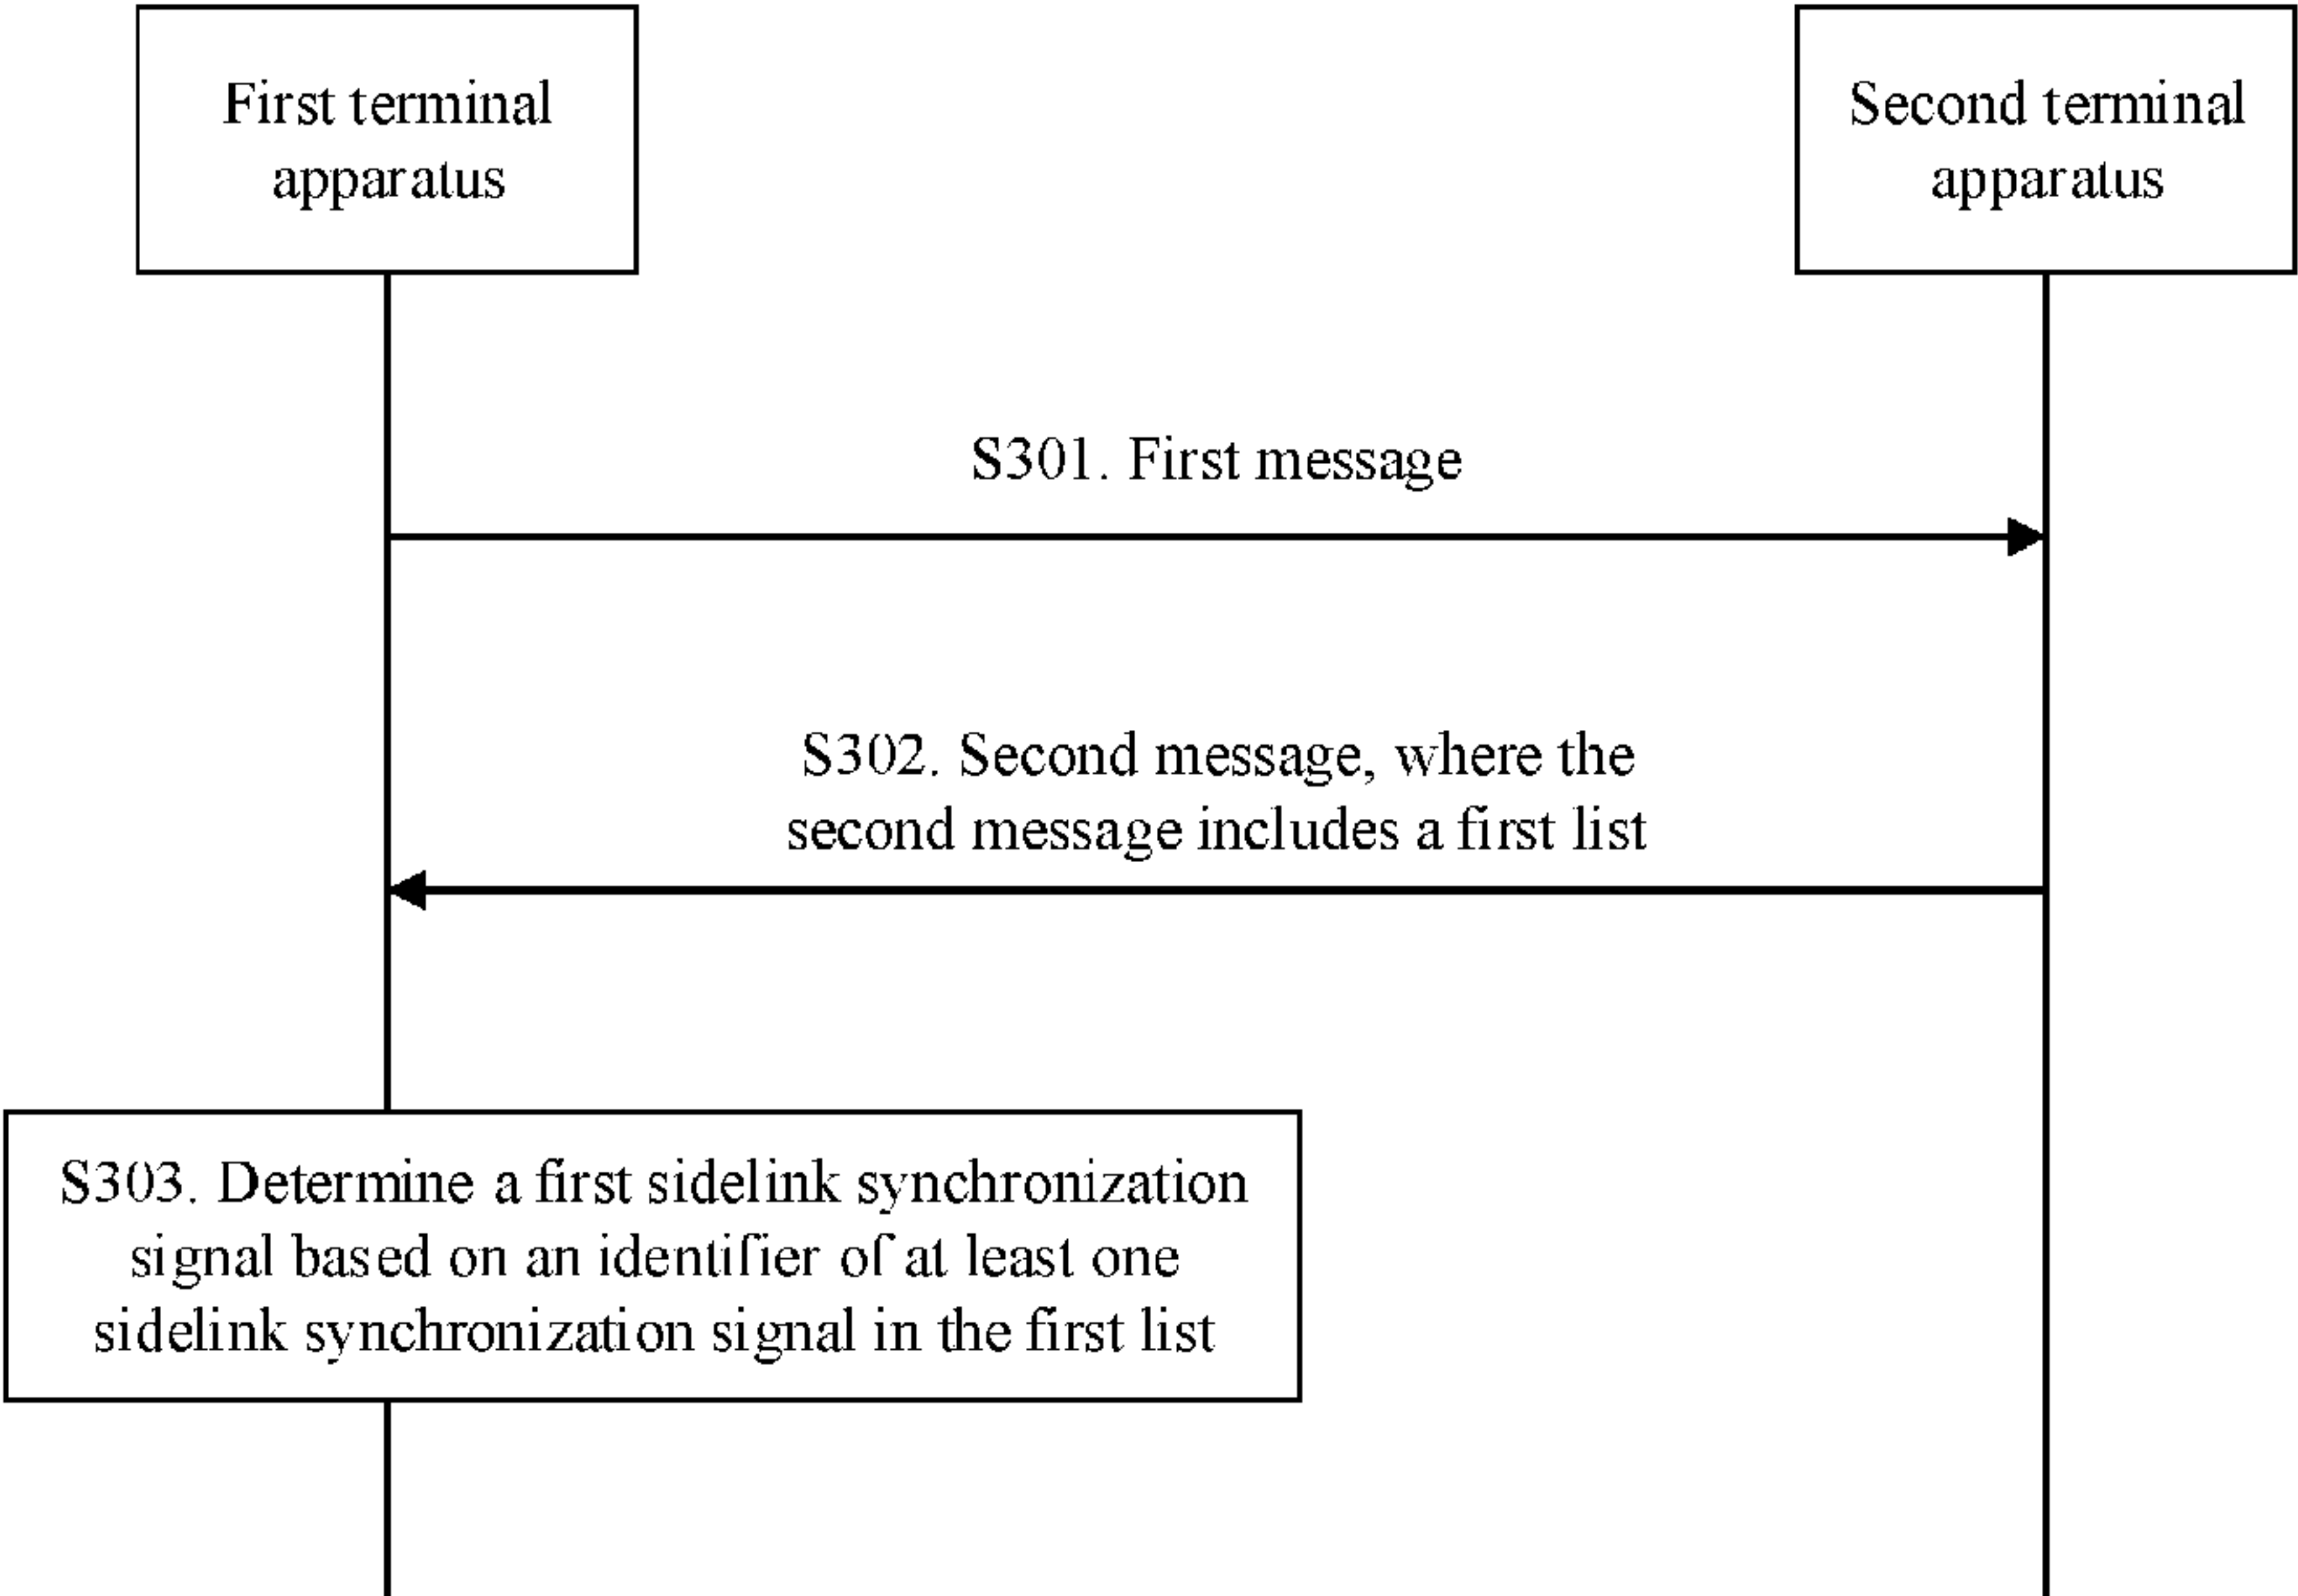 First terminal
apparatus
Second terminal
apparatus
S301. First message
S302. Second message, where the
second message includes a first list
S303. Determine a first sidelink synchronization
signal based on an identifier of at least one
sidelink synchronization signal in the first list